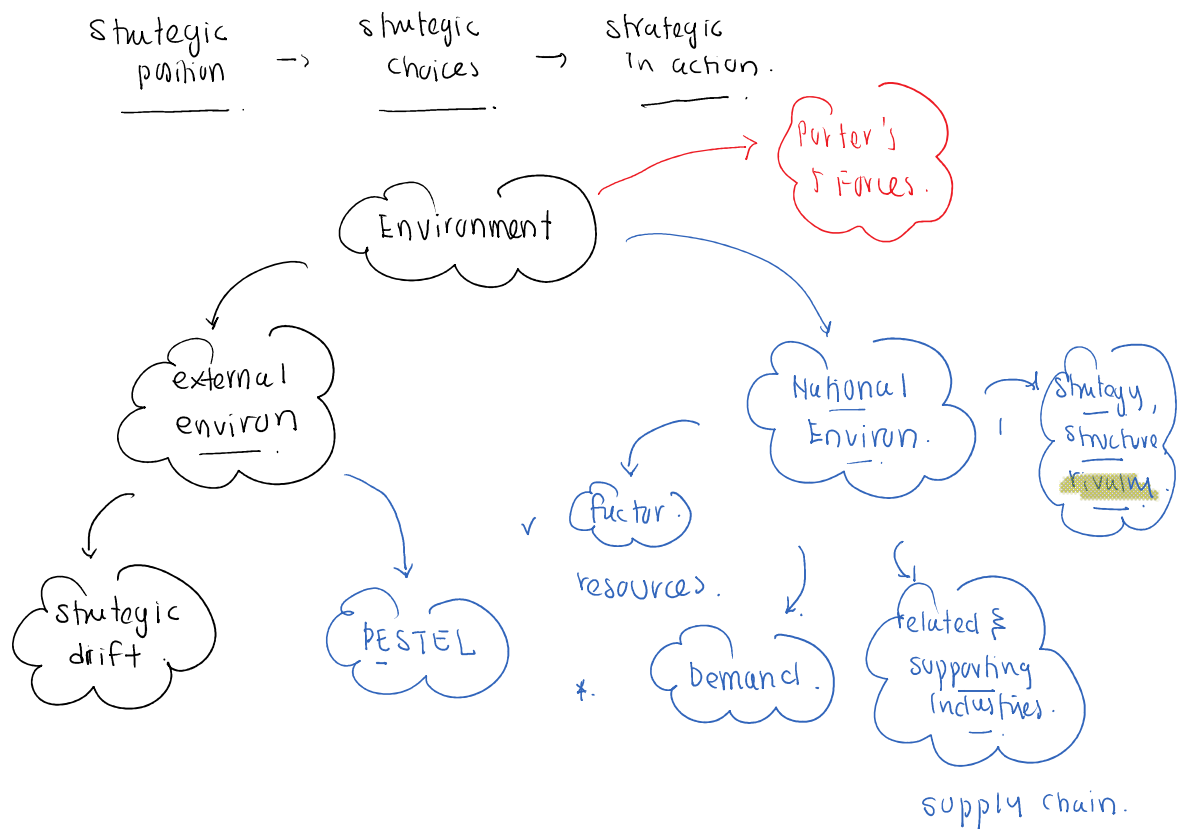 strategic
position
->
strategic
choices
->
strategic
in action.
Porter's
5 Forces.
Environment
external
environ
National
Environ.
strategy,
structure,
rivalry.
factor.
resources.
strategic
drift.
PESTEL
Demand.
related &
supporting
industries.
supply chain.